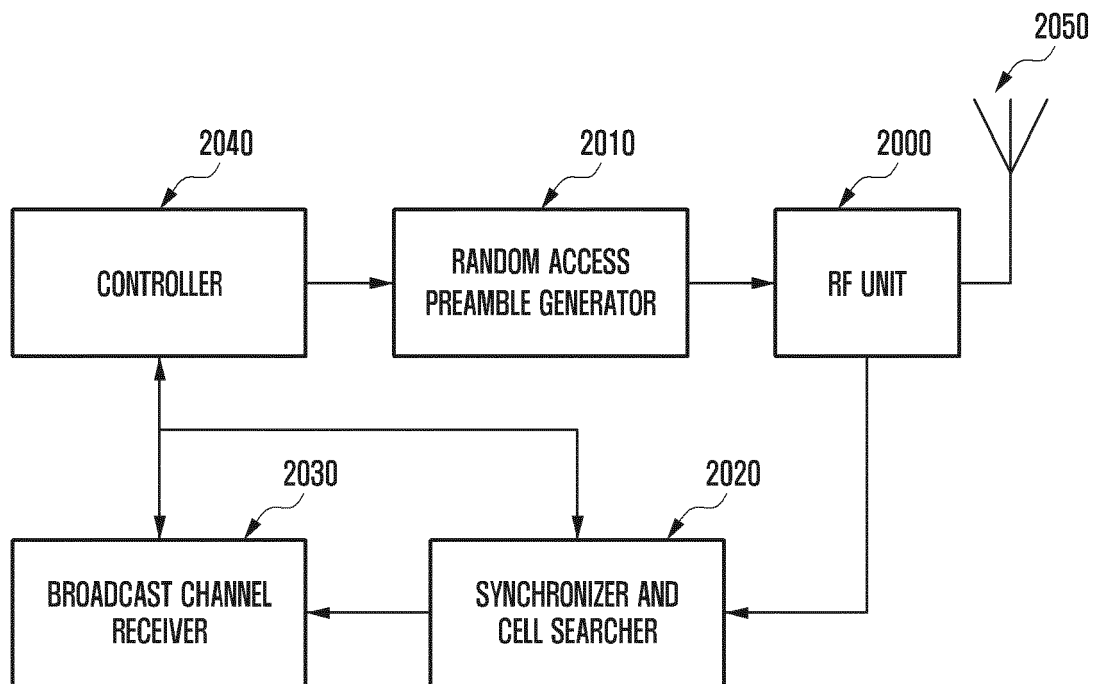 2050
2040
2010
2000
CONTROLLER
RANDOM ACCESS
PREAMBLE GENERATOR
RF UNIT
2030
2020
BROADCAST CHANNEL
RECEIVER
SYNCHRONIZER AND
CELL SEARCHER